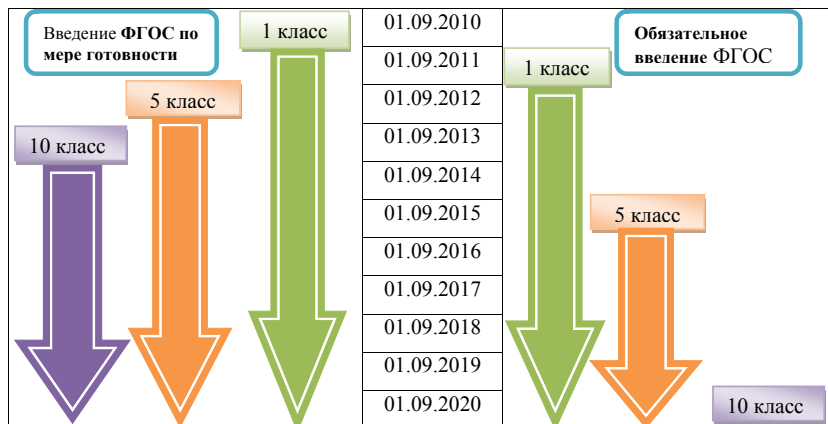 Введение ФГОС по
мере готовности
1 класс
5 класс
10 класс
01.09.2010
01.09.2011
01.09.2012
01.09.2013
01.09.2014
01.09.2015
01.09.2016
01.09.2017
01.09.2018
01.09.2019
01.09.2020
Обязательное
введение ФГОС
1 класс
5 класс
10 класс